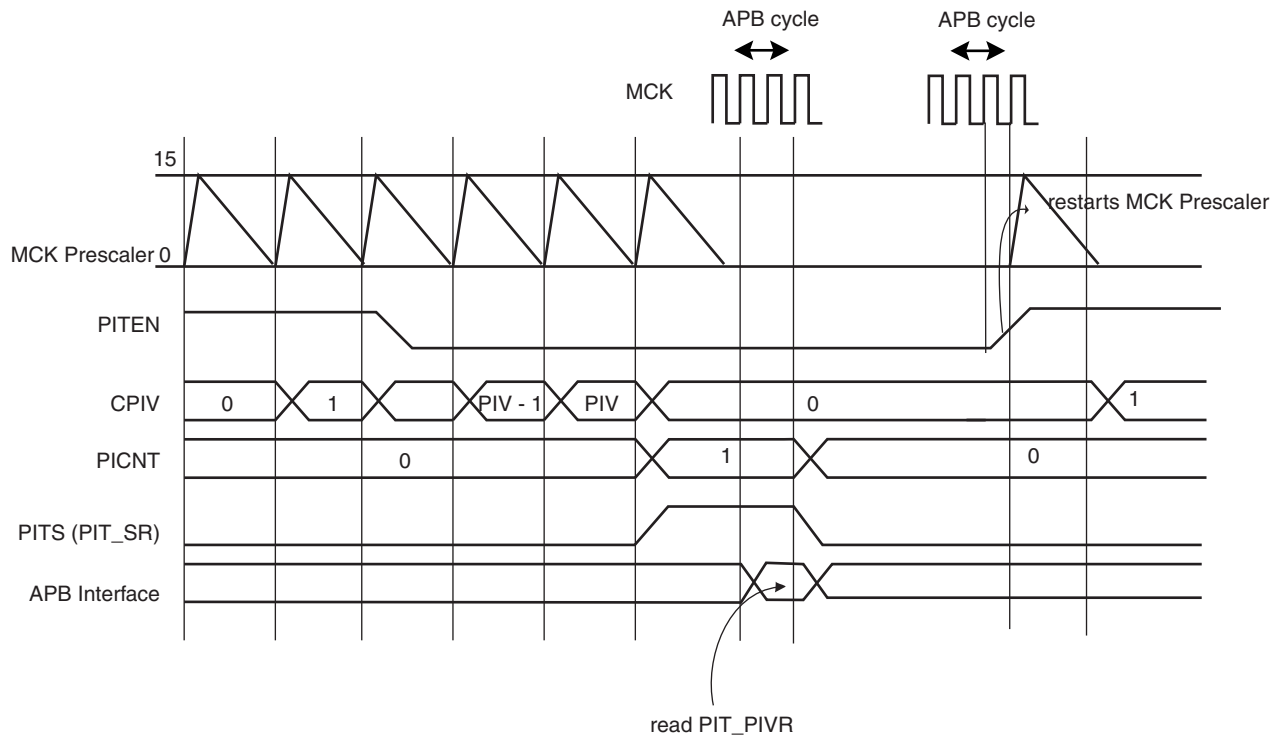 APB cycle
APB cycle
MCK
15
restarts MCK Prescaler
MCK Prescaler 0
PITEN
CPIV
0
1
PIV - 1
PIV
0
1
PICNT
0
1
0
PITS (PIT_SR)
APB Interface
read PIT_PIVR